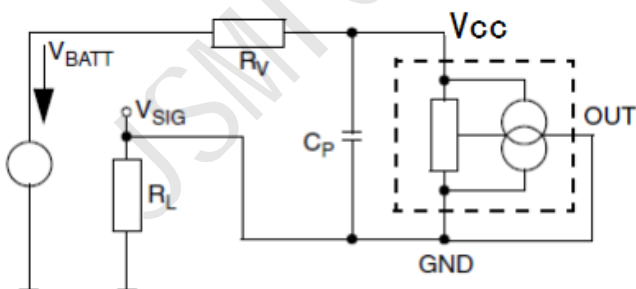 Vcc
VBATT
RV
VSIG
OUT
CP
RL
GND